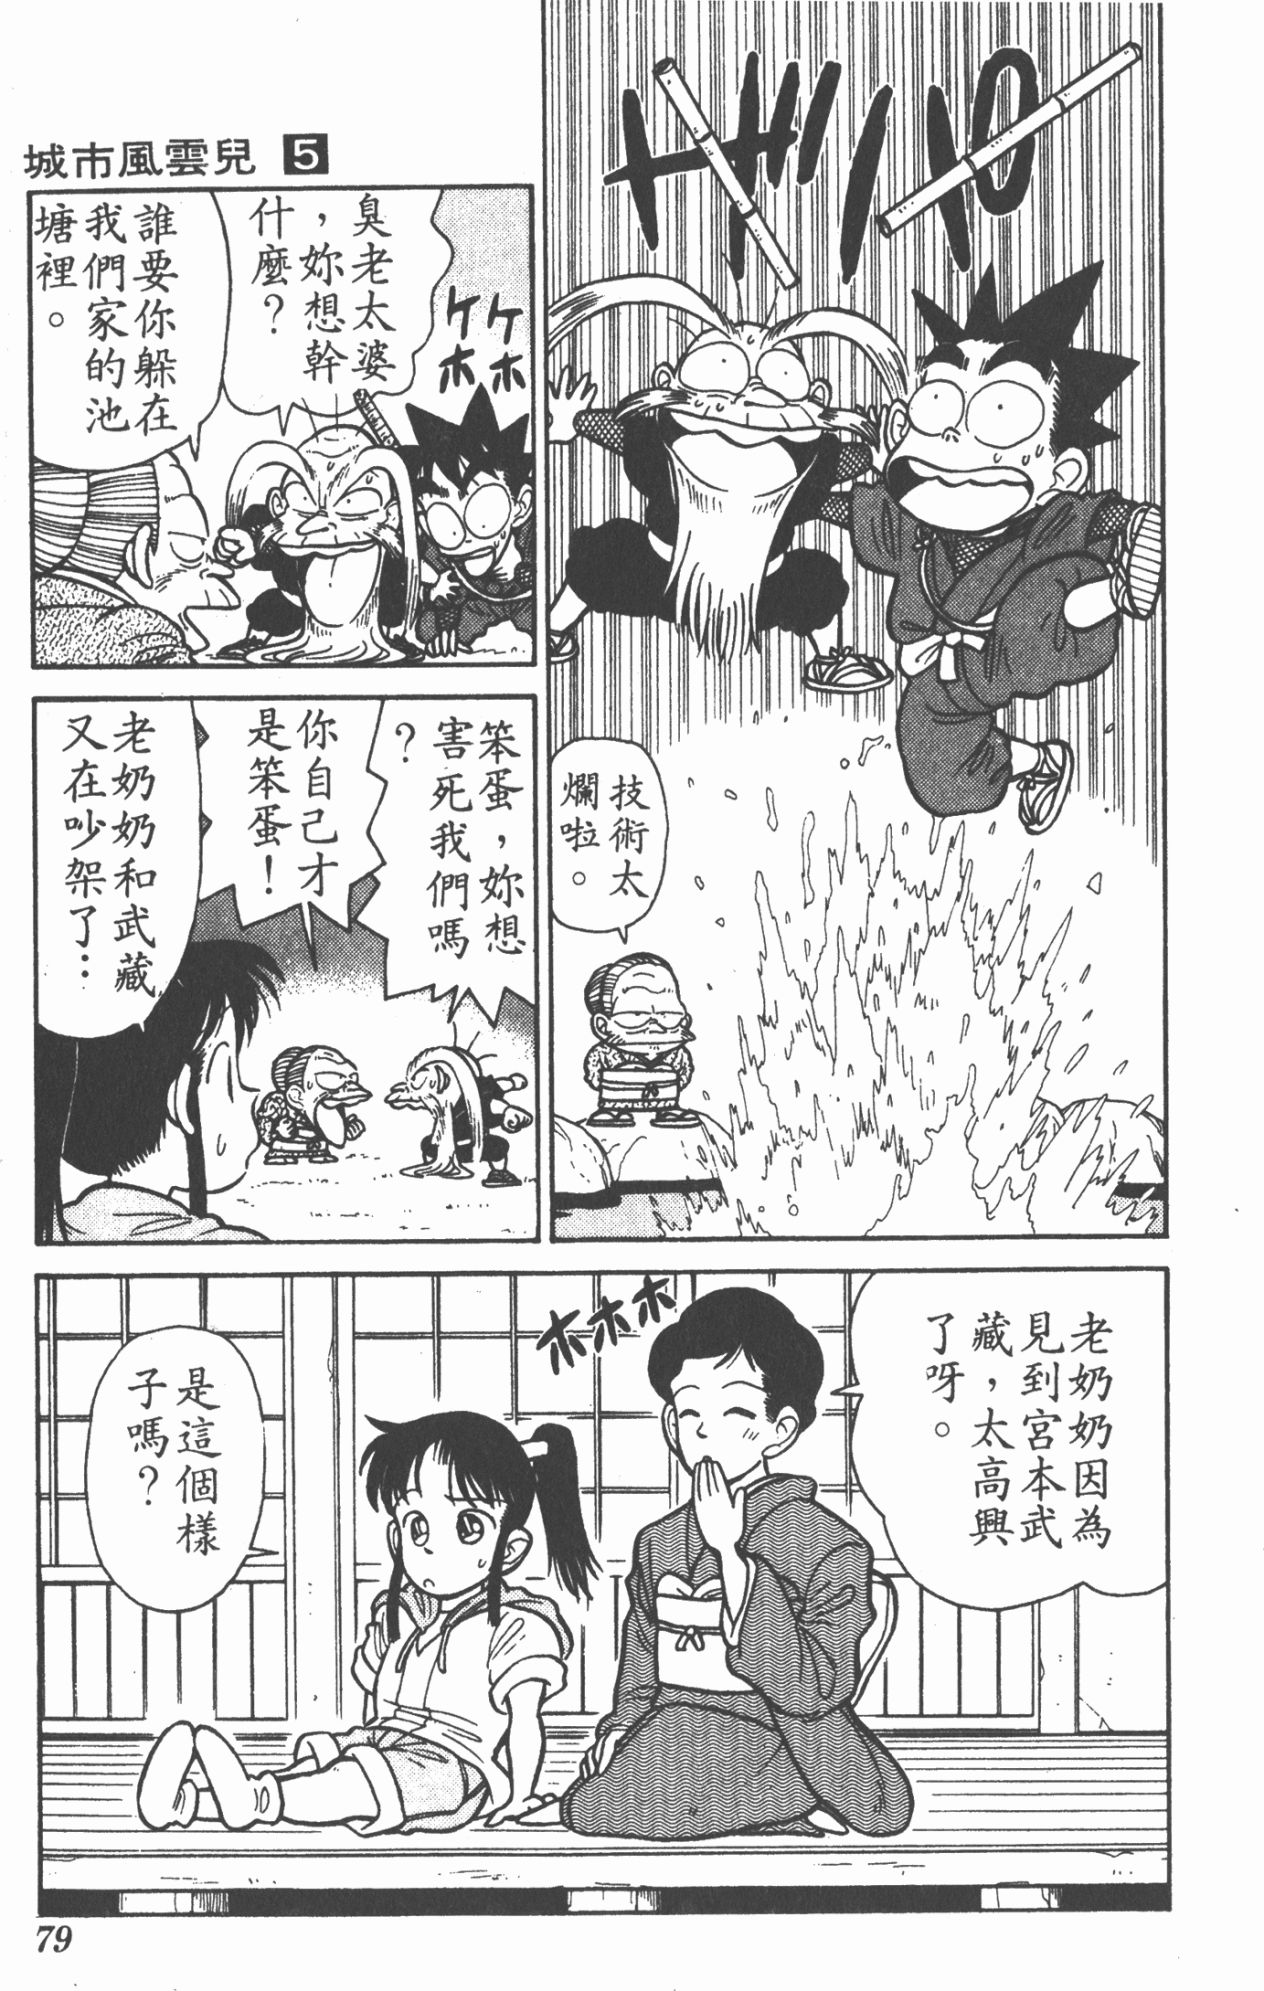 城市風雲兒 5
ドバババ
技術太
爛啦。
ケホ
ケホ
臭老太婆
，妳想幹
什麼？
誰要你躲在
我們家的池
塘裡。
笨蛋，妳想
害死我們嗎
？
你自己才
是笨蛋！
老奶奶和武藏
又在吵架了…
老奶奶因為
見到宮本武
藏，太高興
了呀。
ホホホ
是這個樣
子嗎？
79